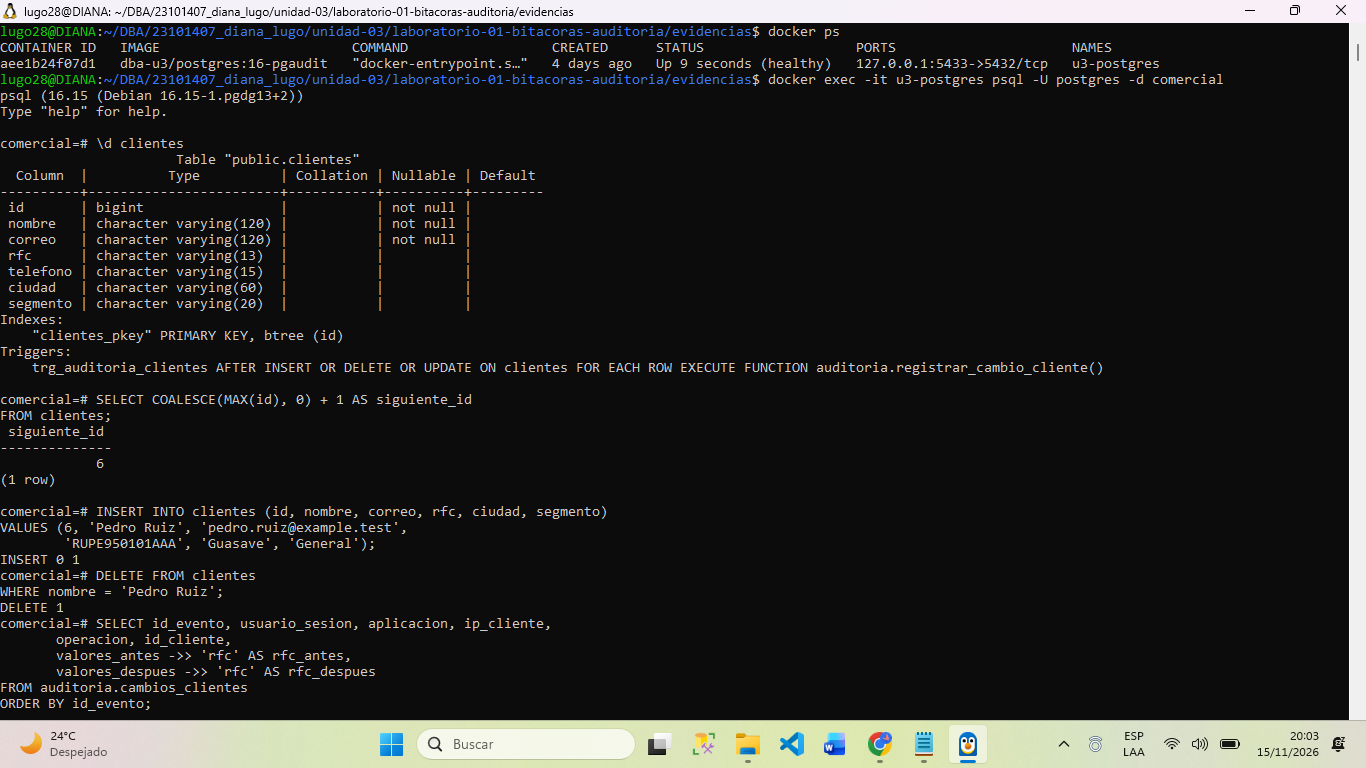 lugo28@DIANA: ~/DBA/23101407_diana_lugo/unidad-03/laboratorio-01-bitacoras-auditoria/evidencias
lugo28@DIANA:~/DBA/23101407_diana_lugo/unidad-03/laboratorio-01-bitacoras-auditoria/evidencias$ docker ps
CONTAINER ID   IMAGE                        COMMAND                  CREATED      STATUS                   PORTS                      NAMES
aee1b24f07d1   dba-u3/postgres:16-pgaudit   "docker-entrypoint.s…"   4 days ago   Up 9 seconds (healthy)   127.0.0.1:5433->5432/tcp   u3-postgres
lugo28@DIANA:~/DBA/23101407_diana_lugo/unidad-03/laboratorio-01-bitacoras-auditoria/evidencias$ docker exec -it u3-postgres psql -U postgres -d comercial
psql (16.15 (Debian 16.15-1.pgdg13+2))
Type "help" for help.
comercial=# \d clientes
                      Table "public.clientes"
  Column  |          Type          | Collation | Nullable | Default
----------+------------------------+-----------+----------+---------
 id       | bigint                 |           | not null |
 nombre   | character varying(120) |           | not null |
 correo   | character varying(120) |           | not null |
 rfc      | character varying(13)  |           |          |
 telefono | character varying(15)  |           |          |
 ciudad   | character varying(60)  |           |          |
 segmento | character varying(20)  |           |          |
Indexes:
    "clientes_pkey" PRIMARY KEY, btree (id)
Triggers:
    trg_auditoria_clientes AFTER INSERT OR DELETE OR UPDATE ON clientes FOR EACH ROW EXECUTE FUNCTION auditoria.registrar_cambio_cliente()
comercial=# SELECT COALESCE(MAX(id), 0) + 1 AS siguiente_id
FROM clientes;
 siguiente_id
--------------
            6
(1 row)
comercial=# INSERT INTO clientes (id, nombre, correo, rfc, ciudad, segmento)
VALUES (6, 'Pedro Ruiz', 'pedro.ruiz@example.test',
        'RUPE950101AAA', 'Guasave', 'General');
INSERT 0 1
comercial=# DELETE FROM clientes
WHERE nombre = 'Pedro Ruiz';
DELETE 1
comercial=# SELECT id_evento, usuario_sesion, aplicacion, ip_cliente,
       operacion, id_cliente,
       valores_antes ->> 'rfc' AS rfc_antes,
       valores_despues ->> 'rfc' AS rfc_despues
FROM auditoria.cambios_clientes
ORDER BY id_evento;
24°C
Despejado
Buscar
ESP
LAA
20:03
15/11/2026